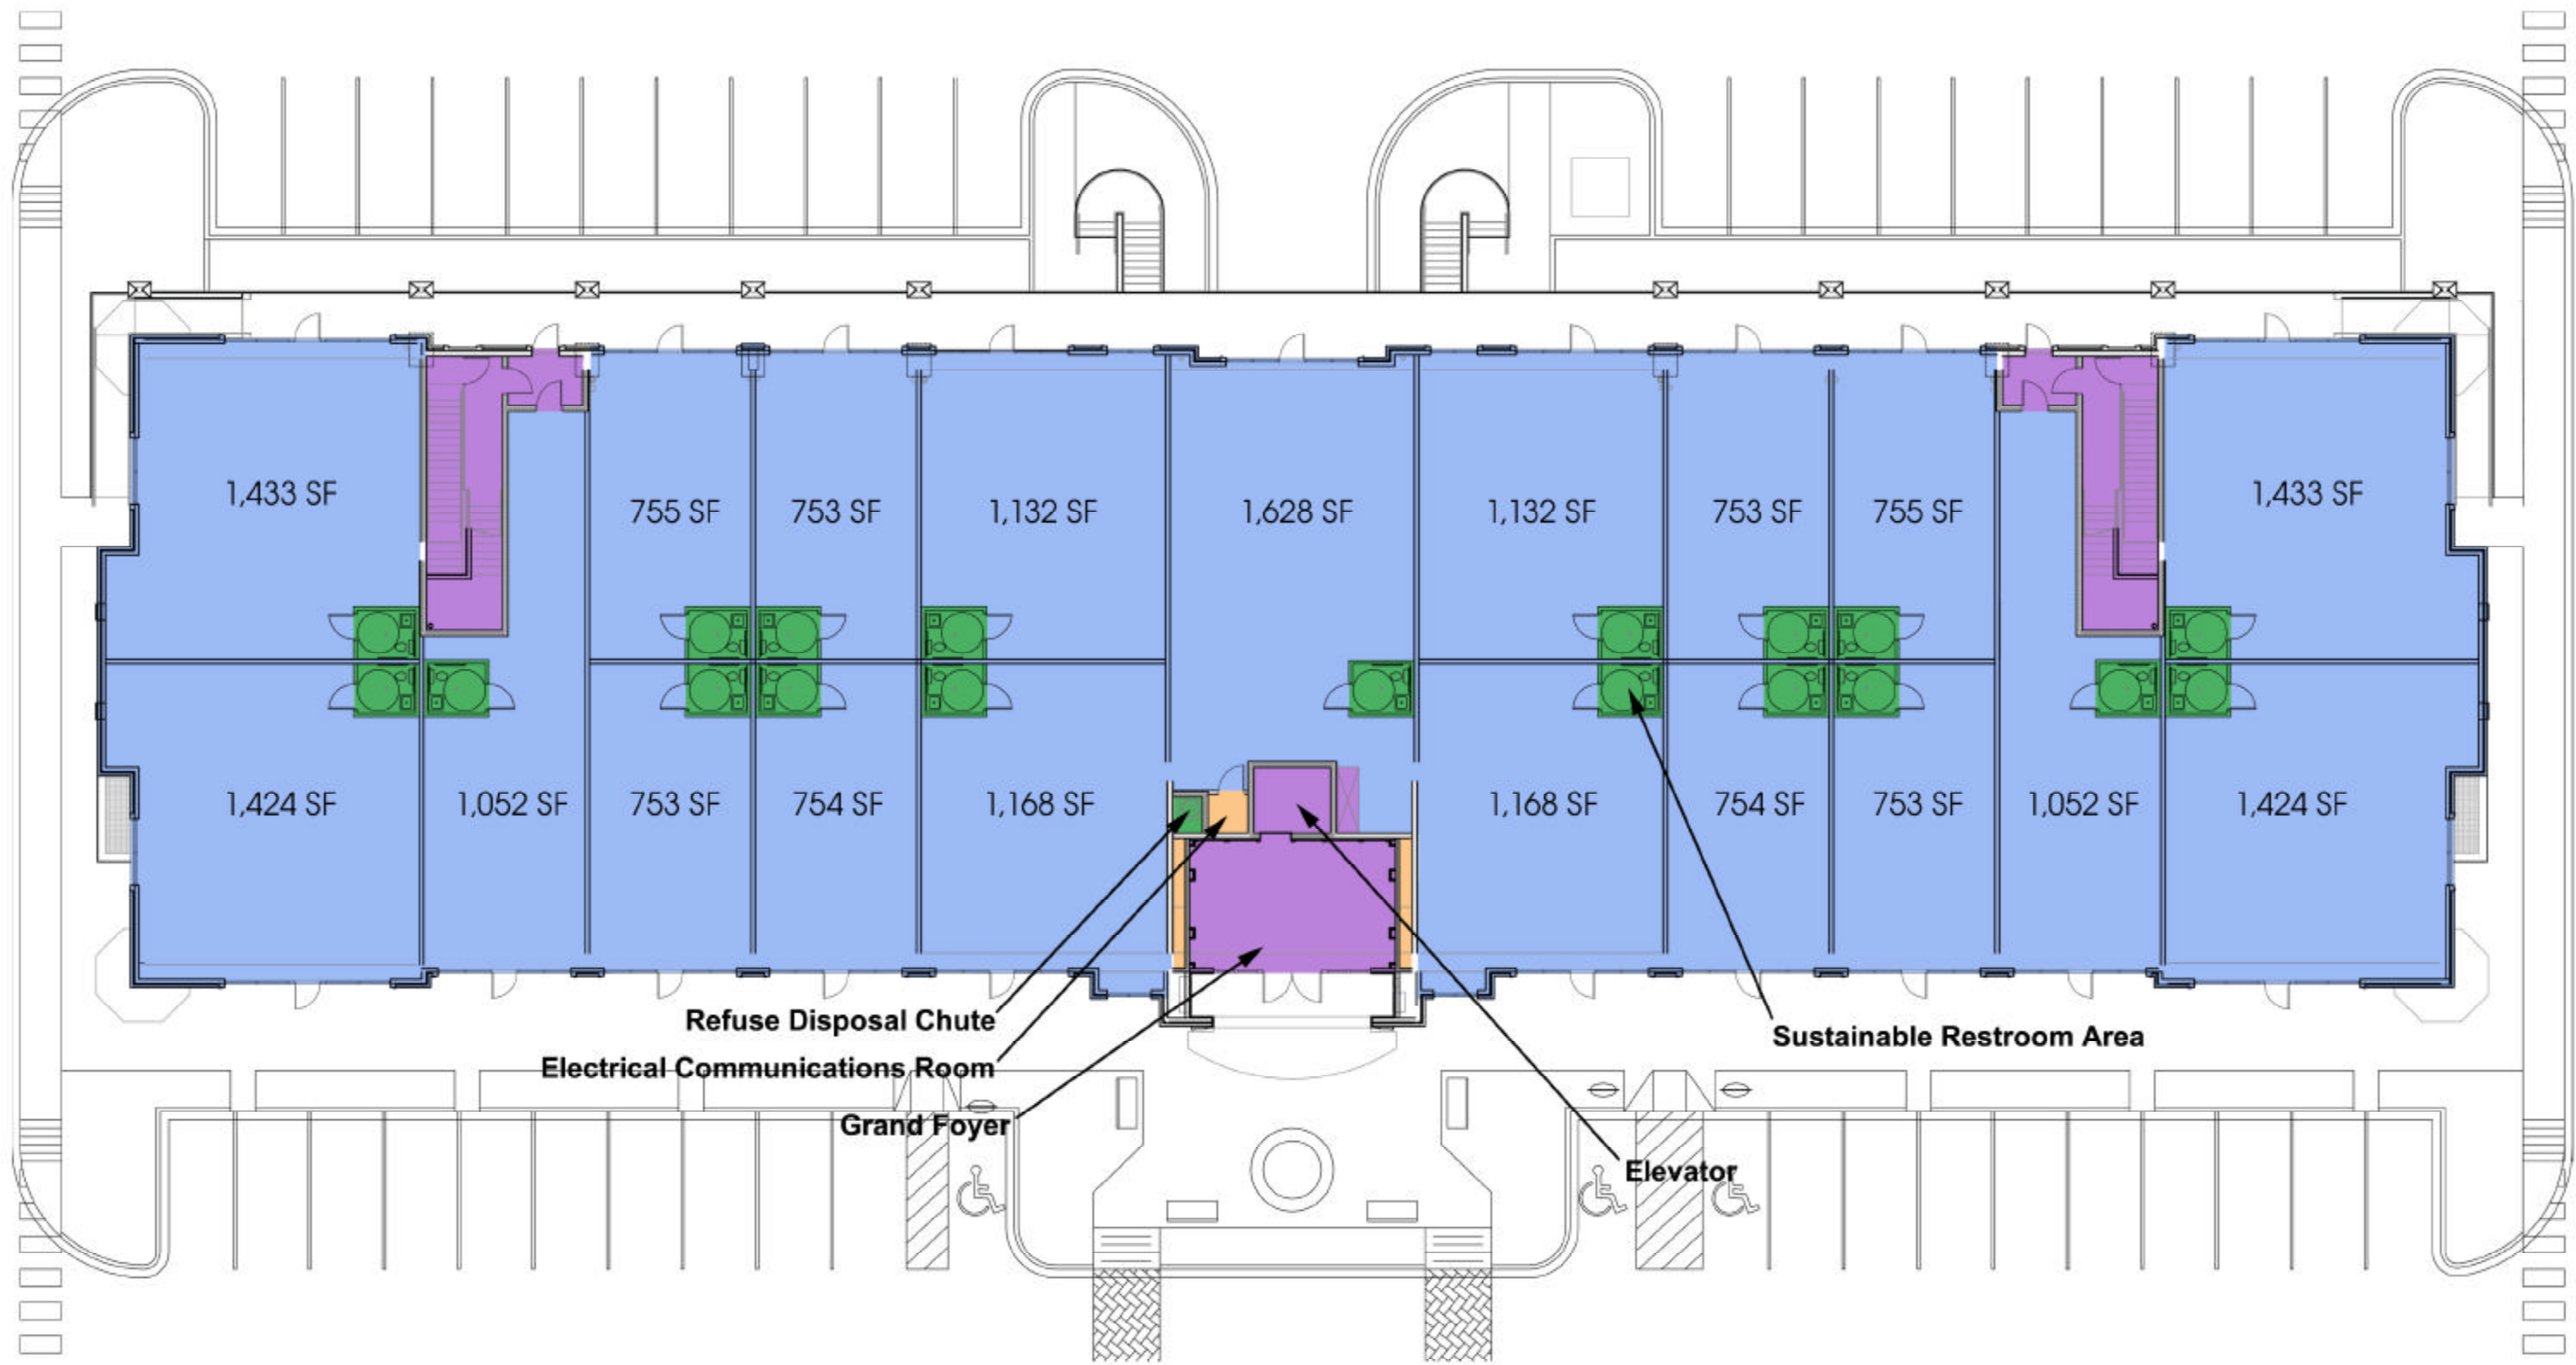 1,433 SF
755 SF
753 SF
1,132 SF
1,628 SF
1,132 SF
753 SF
755 SF
1,433 SF
1,424 SF
1,052 SF
753 SF
754 SF
1,168 SF
1,168 SF
754 SF
753 SF
1,052 SF
1,424 SF
Refuse Disposal Chute
Sustainable Restroom Area
Electrical Communications Room
Grand Foyer
Elevator